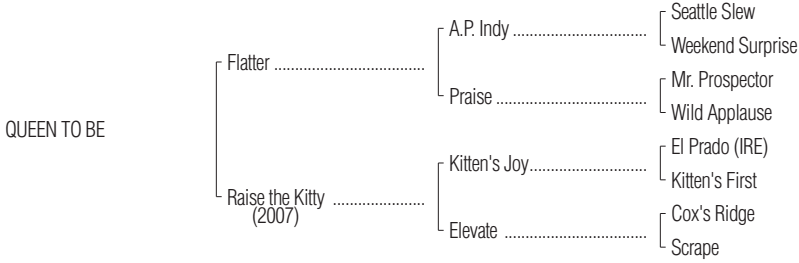 Seattle Slew
A.P. Indy ..................................
Weekend Surprise
Flatter ......................................
Mr. Prospector
Praise ......................................
Wild Applause
QUEEN TO BE
El Prado (IRE)
Kitten's Joy..............................
Kitten's First
Raise the Kitty .......................
(2007)
Cox's Ridge
Elevate ....................................
Scrape